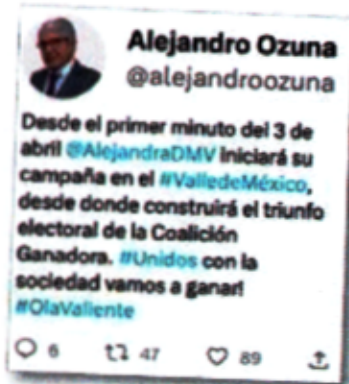 Alejandro Ozuna
@alejandroozuna
Desde el primer minuto del 3 de
abril @AlejandraDMV iniciará su
campaña en el #ValledeMéxico,
desde donde construirá el triunfo
electoral de la Coalición
Ganadora. #Unidos con la
sociedad vamos a ganar!
#OlaValiente
6 47 89